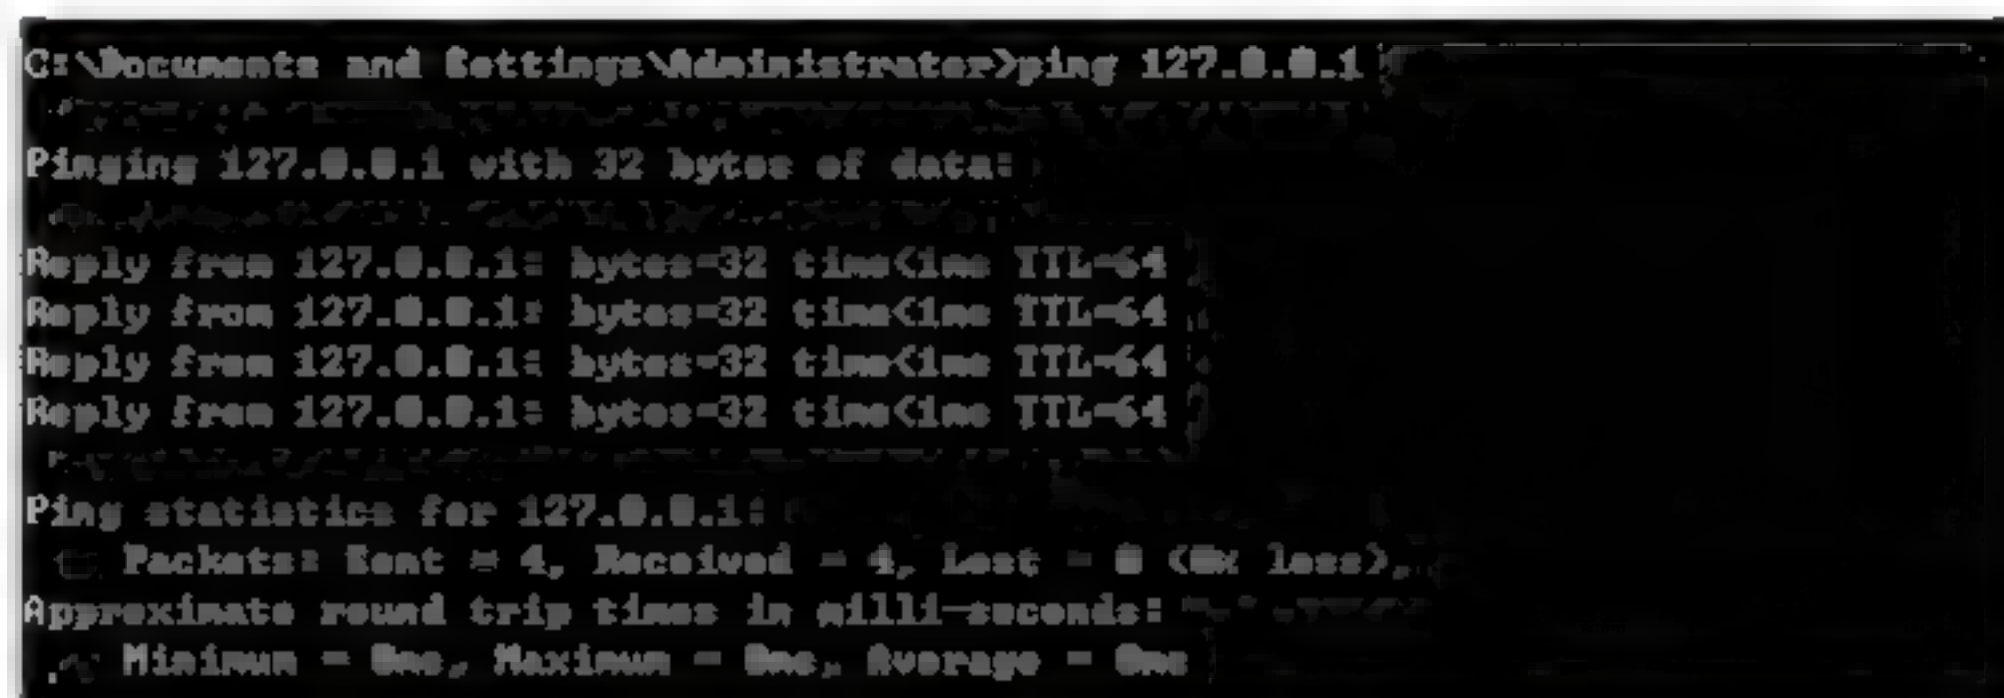 C:\Documents and Settings\Administrator>ping 127.0.0.1
Pinging 127.0.0.1 with 32 bytes of data:
Reply from 127.0.0.1: bytes=32 time<1ms TTL=64
Reply from 127.0.0.1: bytes=32 time<1ms TTL=64
Reply from 127.0.0.1: bytes=32 time<1ms TTL=64
Reply from 127.0.0.1: bytes=32 time<1ms TTL=64
Ping statistics for 127.0.0.1:
Packets: Sent = 4, Received = 4, Lost = 0 (0% loss),
Approximate round trip times in milli-seconds:
Minimum = 0ms, Maximum = 0ms, Average = 0ms